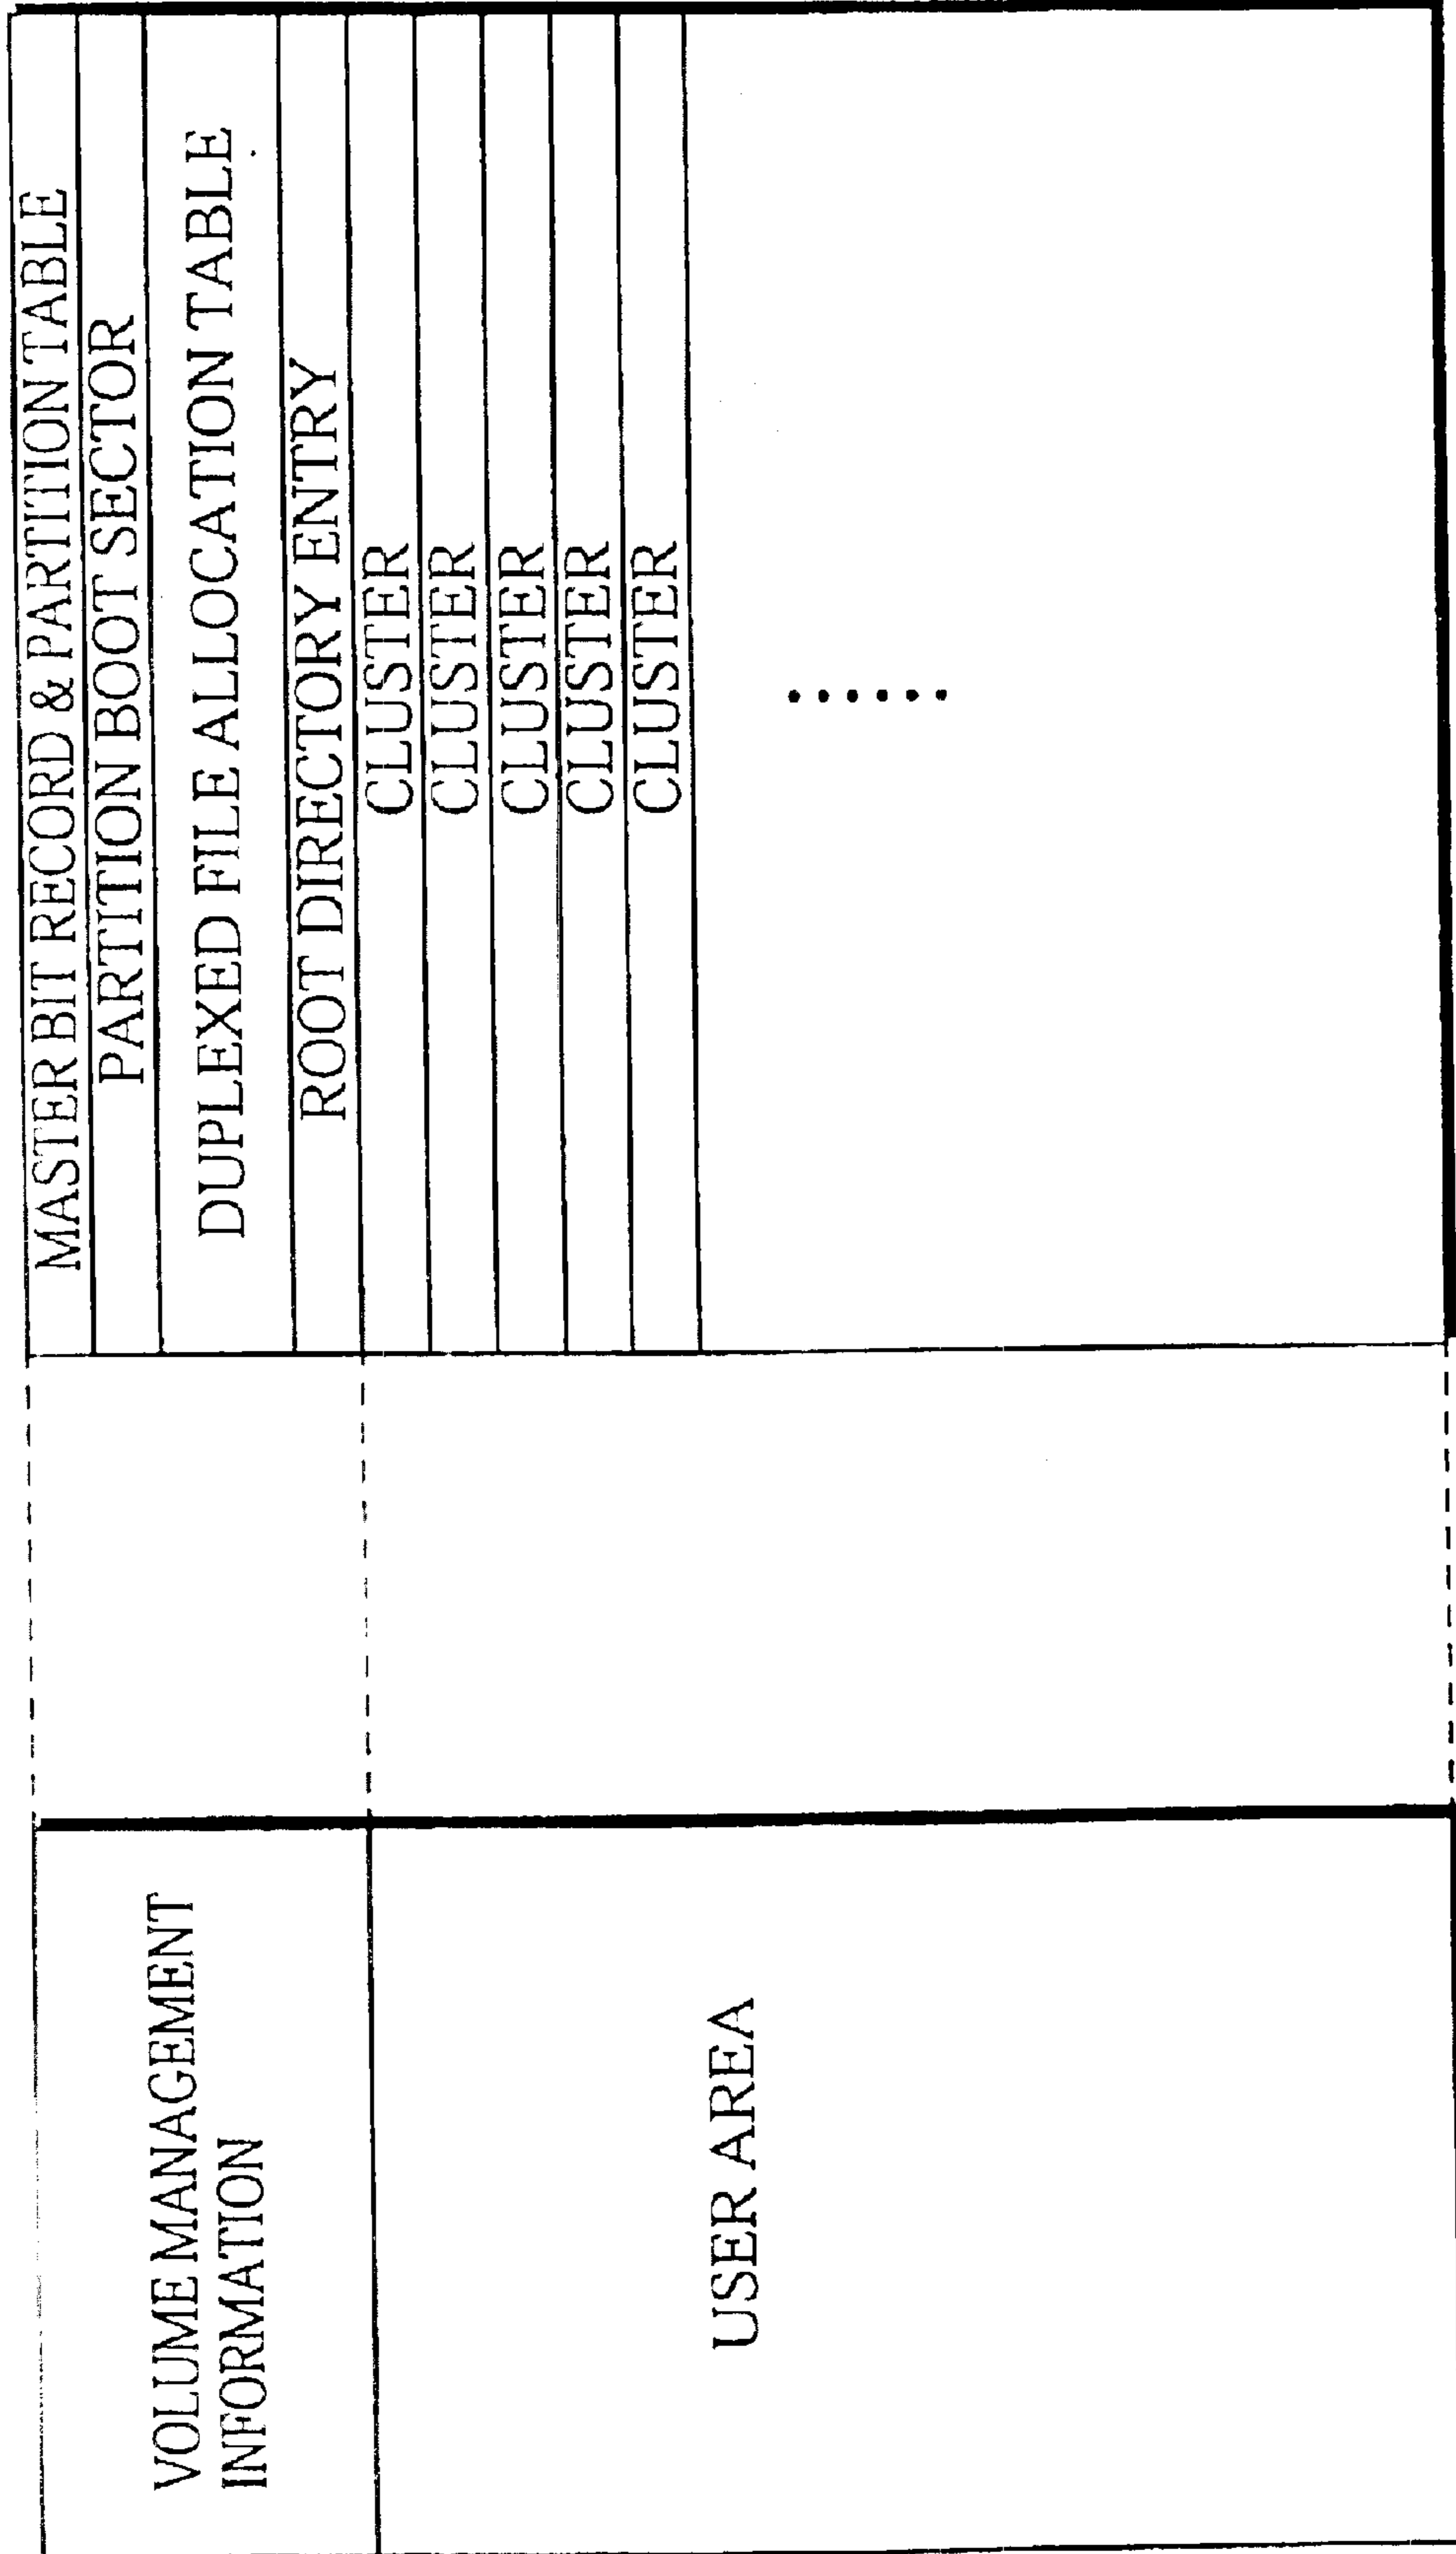 VOLUME MANAGEMENT
INFORMATION
USER AREA
MASTER BIT RECORD & PARTITION TABLE
PARTITION BOOT SECTOR
DUPLEXED FILE ALLOCATION TABLE
ROOT DIRECTORY ENTRY
CLUSTER
CLUSTER
CLUSTER
CLUSTER
CLUSTER
......